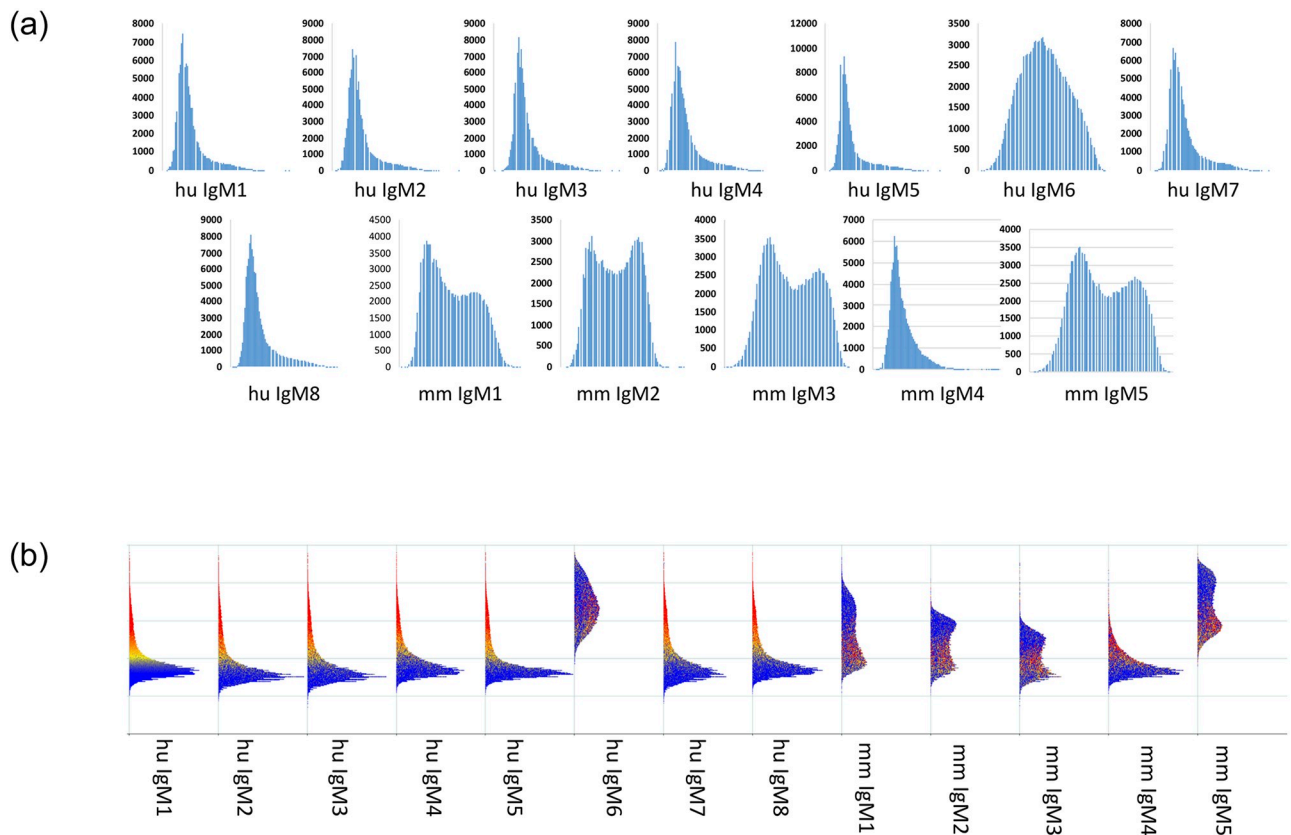 (a)
8000 9000 9000 9000 12000 3500 8000
7000 8000 8000 8000 10000 3000 7000
6000 7000 7000 7000 8000 2500 6000
5000 6000 6000 6000 6000 2000 5000
4000 5000 5000 5000 4000 1500 4000
3000 4000 4000 4000 2000 1000 3000
2000 3000 3000 3000 0 500 2000
1000 2000 2000 2000 0 1000
0 1000 1000 1000 0
0 0 0
hu IgM1 hu IgM2 hu IgM3 hu IgM4 hu IgM5 hu IgM6 hu IgM7
9000 4500 3500 4000 7000 4000
8000 4000 3000 3500 6000 3500
7000 3500 2500 3000 5000 3000
6000 3000 2000 2500 4000 2500
5000 2500 1500 2000 3000 2000
4000 2000 1000 1500 2000 1500
3000 1500 500 1000 1000 1000
2000 1000 0 500 0 500
1000 500 0 0
0 0
hu IgM8 mm IgM1 mm IgM2 mm IgM3 mm IgM4 mm IgM5
(b)
hu IgM1
hu IgM2
hu IgM3
hu IgM4
hu IgM5
hu IgM6
hu IgM7
hu IgM8
mm IgM1
mm IgM2
mm IgM3
mm IgM4
mm IgM5